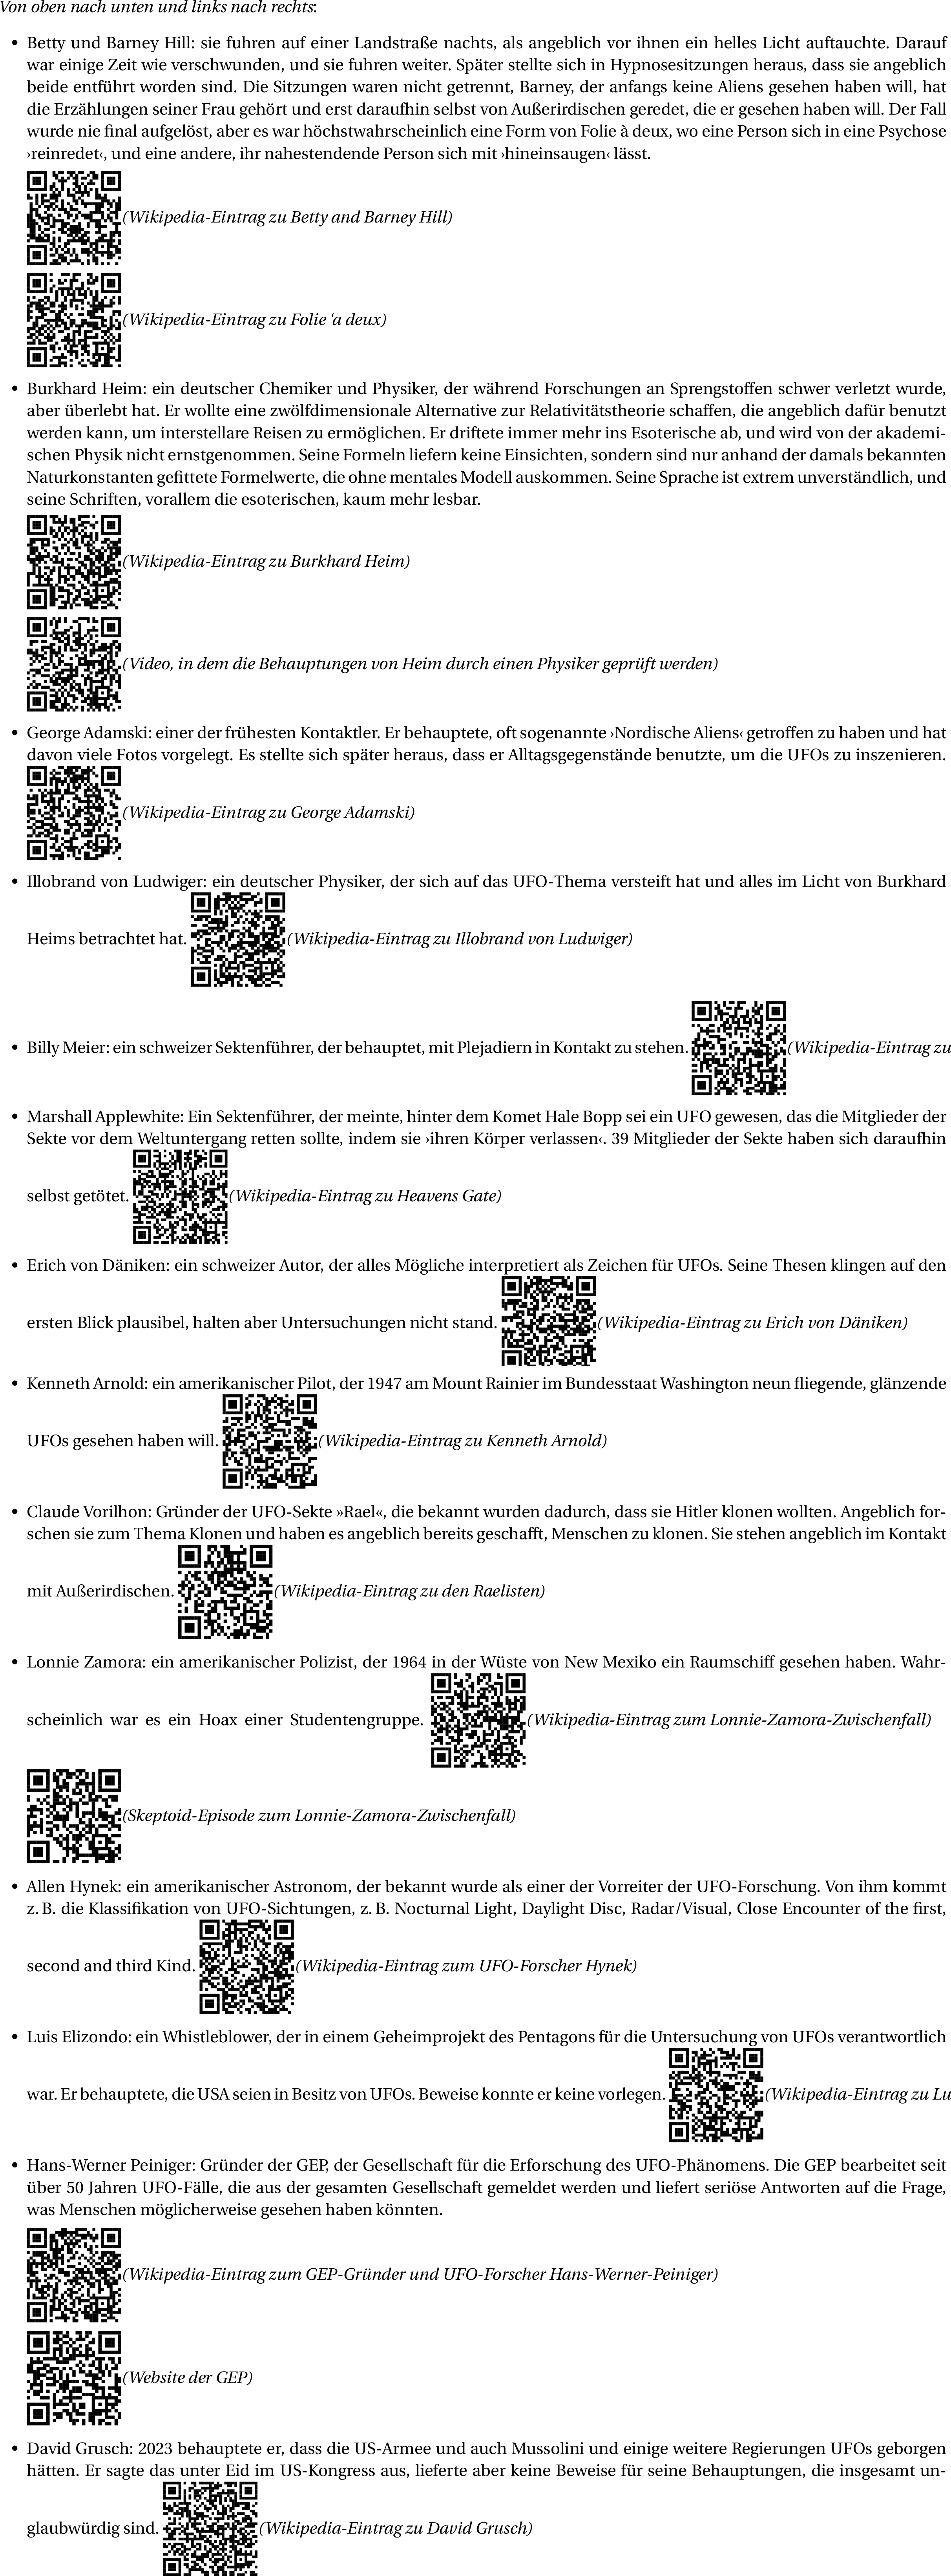 Von oben nach unten und links nach rechts:
• Betty und Barney Hill: sie fuhren auf einer Landstraße nachts, als angeblich vor ihnen ein helles Licht auftauchte. Darauf
war einige Zeit wie verschwunden, und sie fuhren weiter. Später stellte sich in Hypnosesitzungen heraus, dass sie angeblich
beide entführt worden sind. Die Sitzungen waren nicht getrennt, Barney, der anfangs keine Aliens gesehen haben will, hat
die Erzählungen seiner Frau gehört und erst daraufhin selbst von Außerirdischen geredet, die er gesehen haben will. Der Fall
wurde nie final aufgelöst, aber es war höchstwahrscheinlich eine Form von Folie à deux, wo eine Person sich in eine Psychose
›reinredet‹, und eine andere, ihr nahestendende Person sich mit ›hineinsaugen‹ lässt.
(Wikipedia-Eintrag zu Betty and Barney Hill)
(Wikipedia-Eintrag zu Folie ‘a deux)
• Burkhard Heim: ein deutscher Chemiker und Physiker, der während Forschungen an Sprengstoffen schwer verletzt wurde,
aber überlebt hat. Er wollte eine zwölfdimensionale Alternative zur Relativitätstheorie schaffen, die angeblich dafür benutzt
werden kann, um interstellare Reisen zu ermöglichen. Er driftete immer mehr ins Esoterische ab, und wird von der akademi-
schen Physik nicht ernstgenommen. Seine Formeln liefern keine Einsichten, sondern sind nur anhand der damals bekannten
Naturkonstanten gefittete Formelwerte, die ohne mentales Modell auskommen. Seine Sprache ist extrem unverständlich, und
seine Schriften, vorallem die esoterischen, kaum mehr lesbar.
(Wikipedia-Eintrag zu Burkhard Heim)
(Video, in dem die Behauptungen von Heim durch einen Physiker geprüft werden)
• George Adamski: einer der frühesten Kontaktler. Er behauptete, oft sogenannte ›Nordische Aliens‹ getroffen zu haben und hat
davon viele Fotos vorgelegt. Es stellte sich später heraus, dass er Alltagsgegenstände benutzte, um die UFOs zu inszenieren.
(Wikipedia-Eintrag zu George Adamski)
• Illobrand von Ludwiger: ein deutscher Physiker, der sich auf das UFO-Thema versteift hat und alles im Licht von Burkhard
Heims betrachtet hat. (Wikipedia-Eintrag zu Illobrand von Ludwiger)
• Billy Meier: ein schweizer Sektenführer, der behauptet, mit Plejadiern in Kontakt zu stehen. (Wikipedia-Eintrag zu
• Marshall Applewhite: Ein Sektenführer, der meinte, hinter dem Komet Hale Bopp sei ein UFO gewesen, das die Mitglieder der
Sekte vor dem Weltuntergang retten sollte, indem sie ›ihren Körper verlassen‹. 39 Mitglieder der Sekte haben sich daraufhin
selbst getötet. (Wikipedia-Eintrag zu Heavens Gate)
• Erich von Däniken: ein schweizer Autor, der alles Mögliche interpretiert als Zeichen für UFOs. Seine Thesen klingen auf den
ersten Blick plausibel, halten aber Untersuchungen nicht stand. (Wikipedia-Eintrag zu Erich von Däniken)
• Kenneth Arnold: ein amerikanischer Pilot, der 1947 am Mount Rainier im Bundesstaat Washington neun fliegende, glänzende
UFOs gesehen haben will. (Wikipedia-Eintrag zu Kenneth Arnold)
• Claude Vorilhon: Gründer der UFO-Sekte »Rael«, die bekannt wurden dadurch, dass sie Hitler klonen wollten. Angeblich for-
schen sie zum Thema Klonen und haben es angeblich bereits geschafft, Menschen zu klonen. Sie stehen angeblich im Kontakt
mit Außerirdischen. (Wikipedia-Eintrag zu den Raelisten)
• Lonnie Zamora: ein amerikanischer Polizist, der 1964 in der Wüste von New Mexiko ein Raumschiff gesehen haben. Wahr-
scheinlich war es ein Hoax einer Studentengruppe. (Wikipedia-Eintrag zum Lonnie-Zamora-Zwischenfall)
(Skeptoid-Episode zum Lonnie-Zamora-Zwischenfall)
• Allen Hynek: ein amerikanischer Astronom, der bekannt wurde als einer der Vorreiter der UFO-Forschung. Von ihm kommt
z. B. die Klassifikation von UFO-Sichtungen, z. B. Nocturnal Light, Daylight Disc, Radar/Visual, Close Encounter of the first,
second and third Kind. (Wikipedia-Eintrag zum UFO-Forscher Hynek)
• Luis Elizondo: ein Whistleblower, der in einem Geheimprojekt des Pentagons für die Untersuchung von UFOs verantwortlich
war. Er behauptete, die USA seien in Besitz von UFOs. Beweise konnte er keine vorlegen. (Wikipedia-Eintrag zu Lu
• Hans-Werner Peiniger: Gründer der GEP, der Gesellschaft für die Erforschung des UFO-Phänomens. Die GEP bearbeitet seit
über 50 Jahren UFO-Fälle, die aus der gesamten Gesellschaft gemeldet werden und liefert seriöse Antworten auf die Frage,
was Menschen möglicherweise gesehen haben könnten.
(Wikipedia-Eintrag zum GEP-Gründer und UFO-Forscher Hans-Werner-Peiniger)
(Website der GEP)
• David Grusch: 2023 behauptete er, dass die US-Armee und auch Mussolini und einige weitere Regierungen UFOs geborgen
hätten. Er sagte das unter Eid im US-Kongress aus, lieferte aber keine Beweise für seine Behauptungen, die insgesamt un-
glaubwürdig sind. (Wikipedia-Eintrag zu David Grusch)